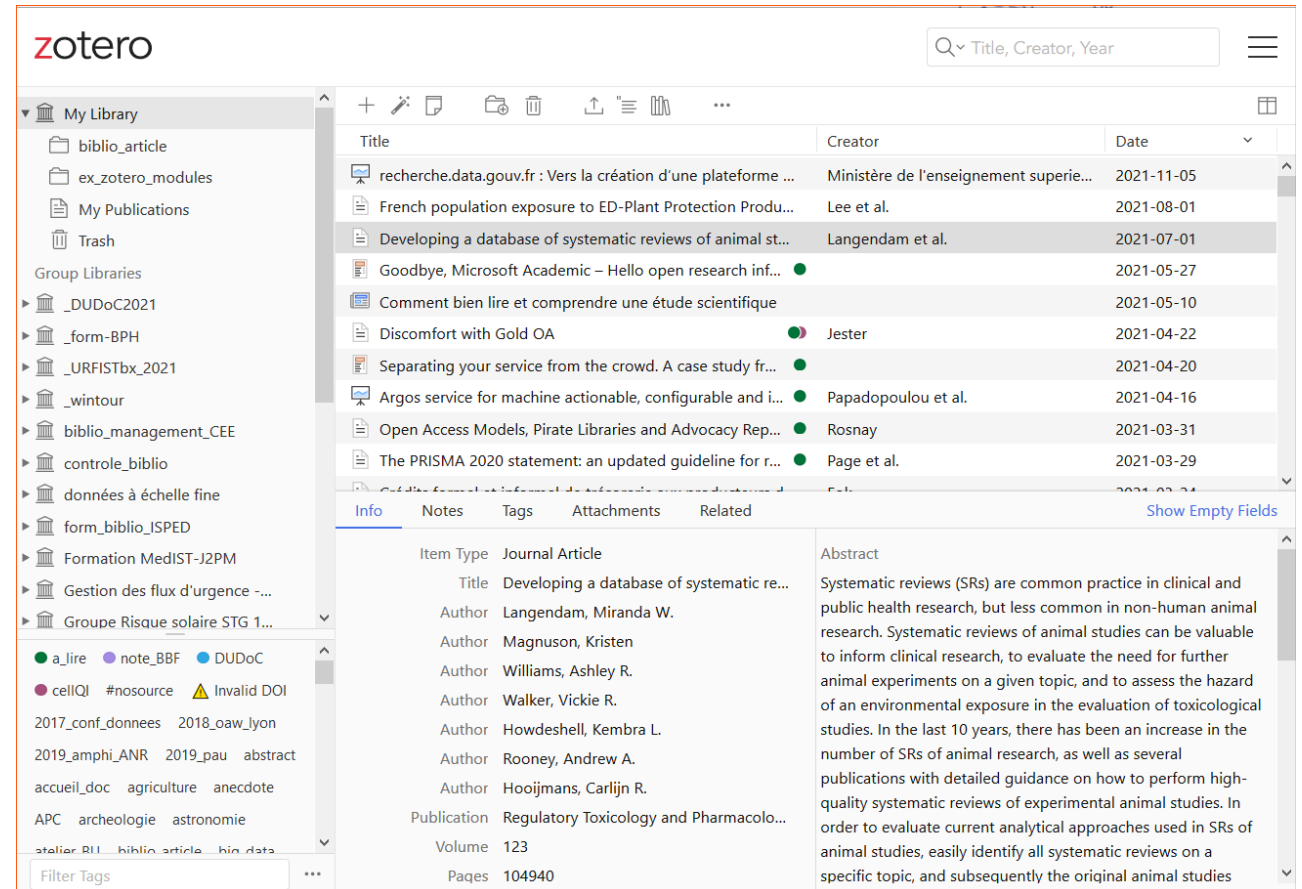 zotero
Title, Creator, Year
My Library
biblio_article
ex_zotero_modules
My Publications
Trash
Group Libraries
_DUDoC2021
_form-BPH
_URFISTbx_2021
_wintour
biblio_management_CEE
controle_biblio
données à échelle fine
form_biblio_ISPED
Formation MedIST-J2PM
Gestion des flux d'urgence -...
Groupe Risque solaire STG 1...
a_lire note_BBF DUDoC
cellQI #nosource Invalid DOI
2017_conf_donnees 2018_oaw_lyon
2019_amphi_ANR 2019_pau abstract
accueil_doc agriculture anecdote
APC archeologie astronomie
atelier_BU biblio_article big_data
Filter Tags
Title Creator Date
recherche.data.gouv.fr : Vers la création d'une plateforme ... Ministère de l'enseignement superie... 2021-11-05
French population exposure to ED-Plant Protection Produ... Lee et al. 2021-08-01
Developing a database of systematic reviews of animal st... Langendam et al. 2021-07-01
Goodbye, Microsoft Academic – Hello open research inf... 2021-05-27
Comment bien lire et comprendre une étude scientifique 2021-05-10
Discomfort with Gold OA Jester 2021-04-22
Separating your service from the crowd. A case study fr... 2021-04-20
Argos service for machine actionable, configurable and i... Papadopoulou et al. 2021-04-16
Open Access Models, Pirate Libraries and Advocacy Rep... Rosnay 2021-03-31
The PRISMA 2020 statement: an updated guideline for r... Page et al. 2021-03-29
Info Notes Tags Attachments Related Show Empty Fields
Item Type Journal Article
Title Developing a database of systematic re...
Author Langendam, Miranda W.
Author Magnuson, Kristen
Author Williams, Ashley R.
Author Walker, Vickie R.
Author Howdeshell, Kembra L.
Author Rooney, Andrew A.
Author Hooijmans, Carlijn R.
Publication Regulatory Toxicology and Pharmacolo...
Volume 123
Pages 104940
Abstract
Systematic reviews (SRs) are common practice in clinical and
public health research, but less common in non-human animal
research. Systematic reviews of animal studies can be valuable
to inform clinical research, to evaluate the need for further
animal experiments on a given topic, and to assess the hazard
of an environmental exposure in the evaluation of toxicological
studies. In the last 10 years, there has been an increase in the
number of SRs of animal research, as well as several
publications with detailed guidance on how to perform high-
quality systematic reviews of experimental animal studies. In
order to evaluate current analytical approaches used in SRs of
animal studies, easily identify all systematic reviews on a
specific topic, and subsequently the original animal studies